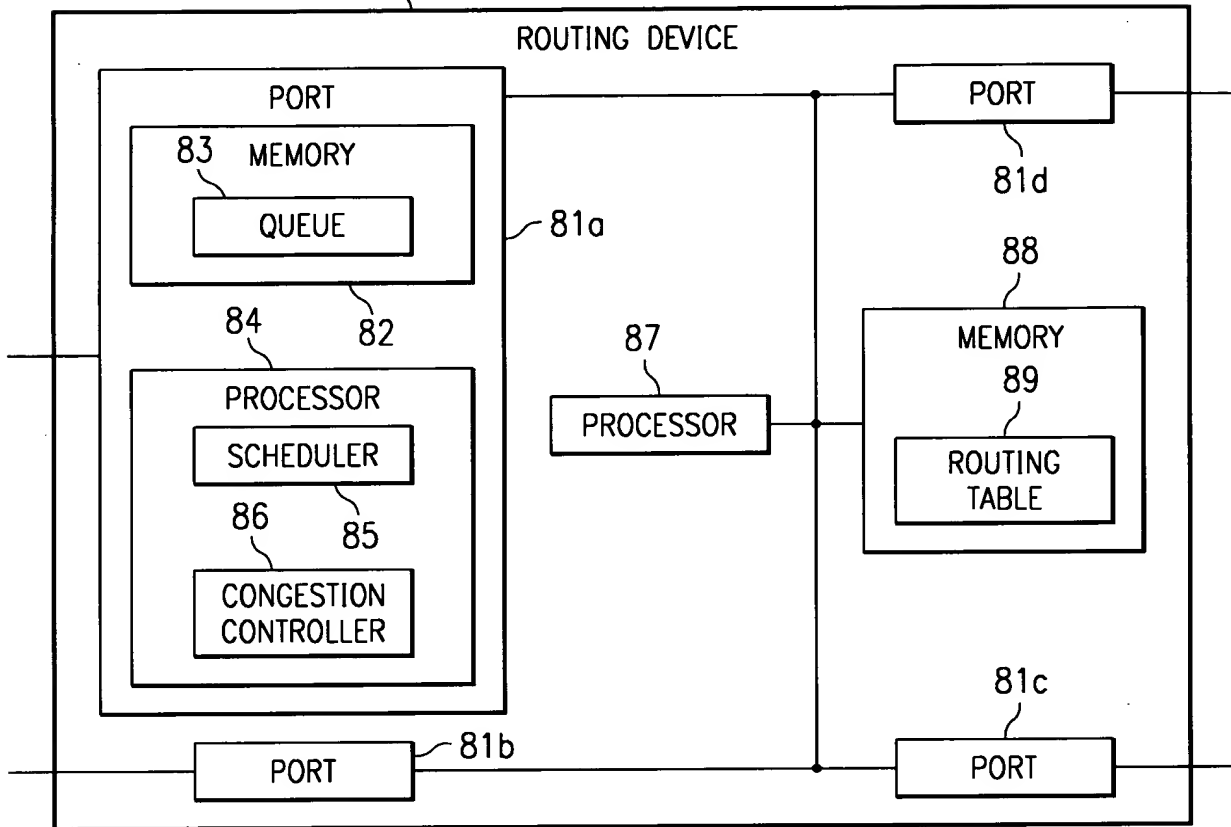 ROUTING DEVICE
PORT
MEMORY
83
QUEUE
82
81a
84
PROCESSOR
SCHEDULER
85
86
CONGESTION
CONTROLLER
PORT
81b
87
PROCESSOR
PORT
81d
88
MEMORY
89
ROUTING
TABLE
81c
PORT